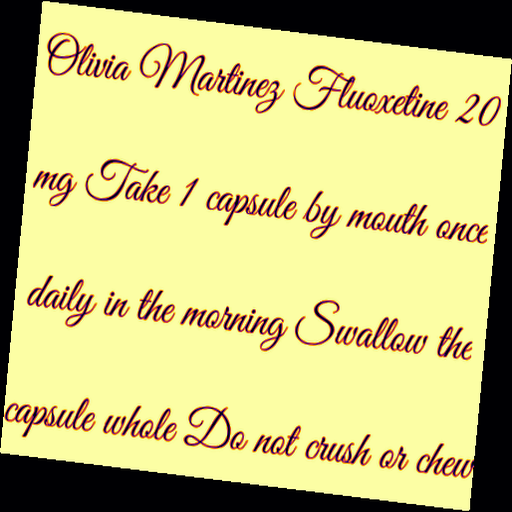 Olivia Martinez Fluoxetine 20
mg Take 1 capsule by mouth once
daily in the morning Swallow the
capsule whole Do not crush or chew